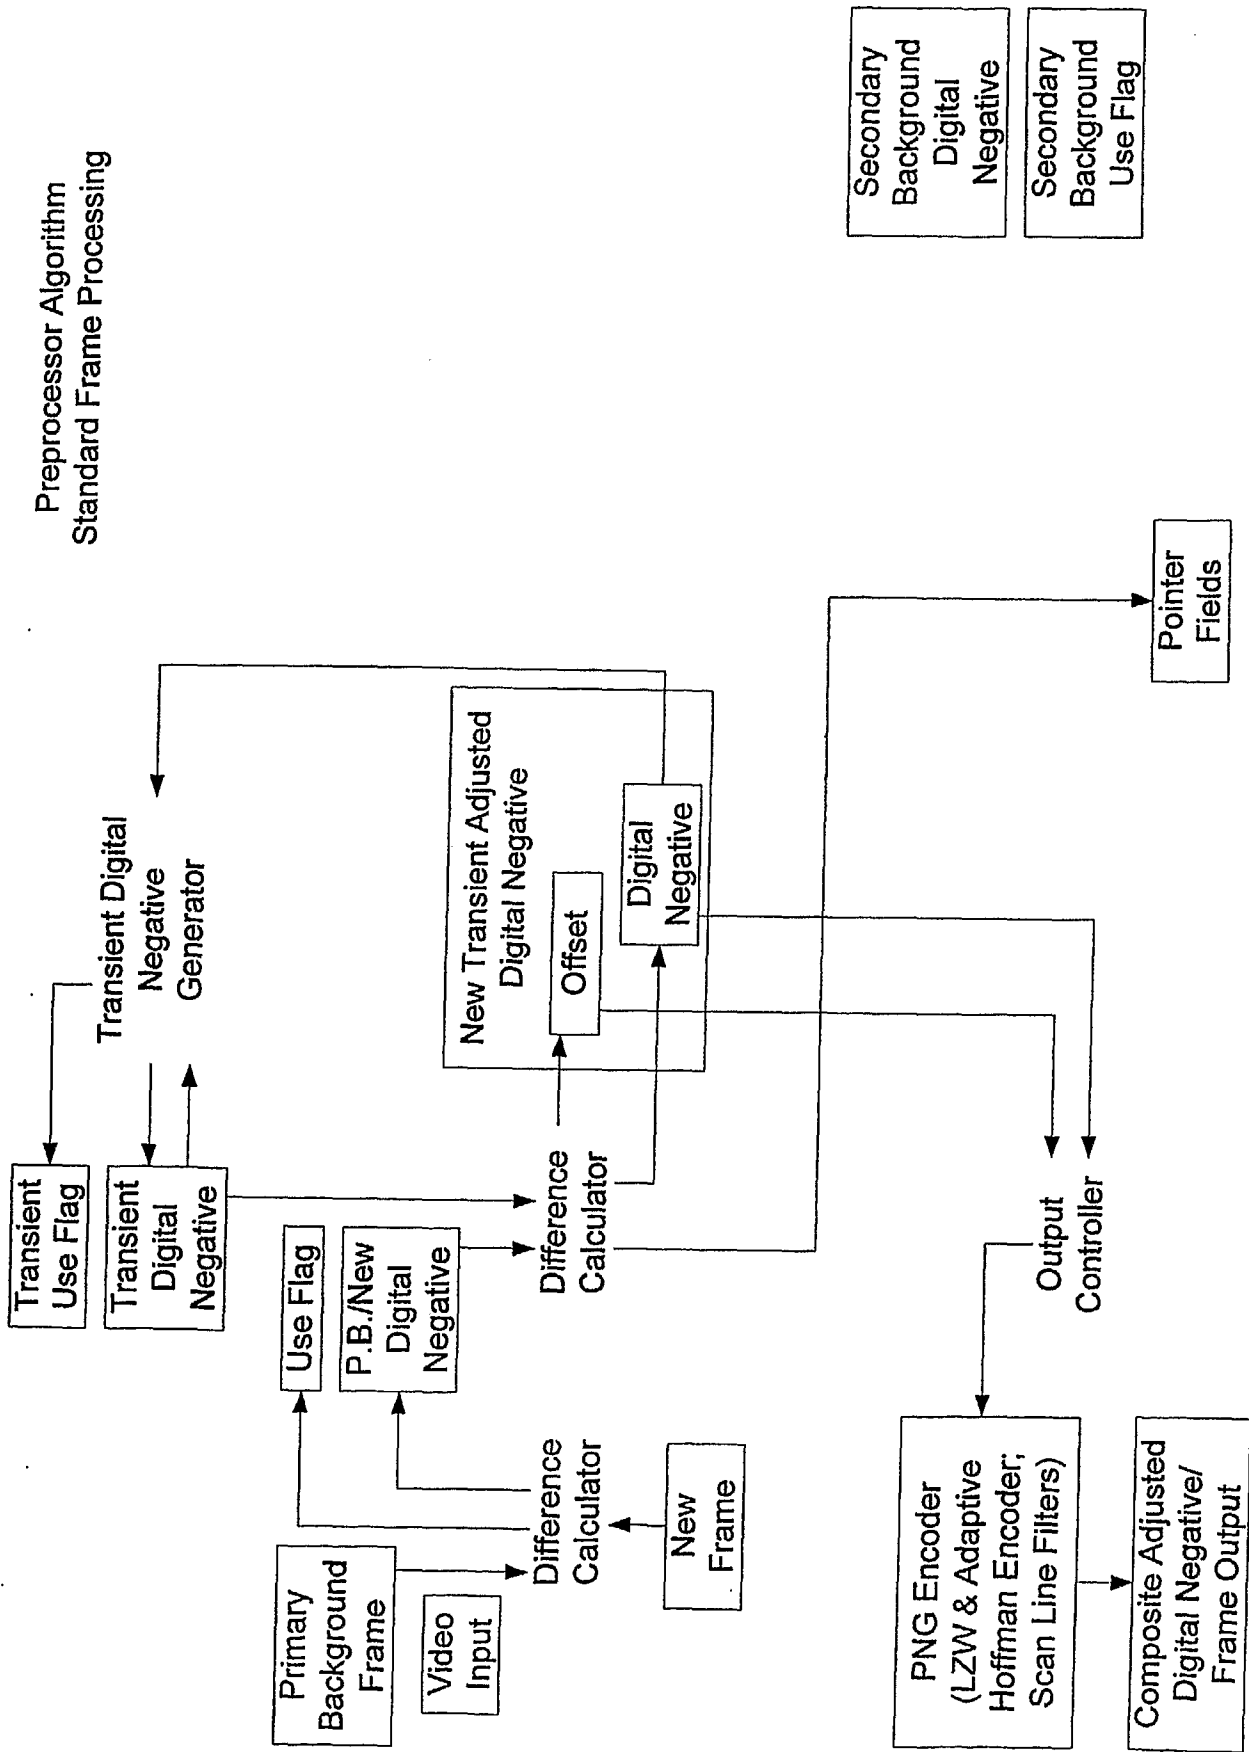 Preprocessor Algorithm
Standard Frame Processing
Transient
Use Flag
Transient
Digital
Negative
Transient Digital
Negative
Generator
Use Flag
P.B./New
Digital
Negative
Primary
Background
Frame
Video
Input
Difference
Calculator
New
Frame
Difference
Calculator
New Transient Adjusted
Digital Negative
Offset
Digital
Negative
Secondary
Background
Digital
Negative
Secondary
Background
Use Flag
Pointer
Fields
Output
Controller
PNG Encoder
(LZW & Adaptive
Hoffman Encoder;
Scan Line Filters)
Composite Adjusted
Digital Negative/
Frame Output